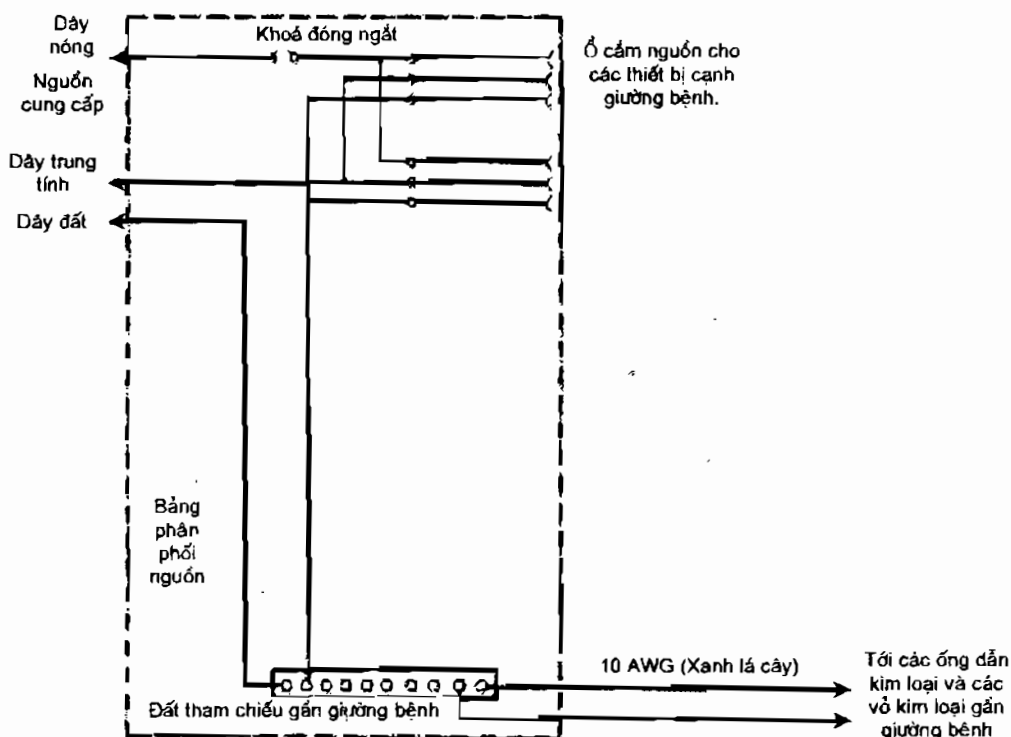 Dây
nóng
Khoá đóng ngắt
Ổ cắm nguồn cho
các thiết bị cạnh
giường bệnh.
Nguồn
cung cấp
Dây trung
tính
Dây đất
Bảng
phân
phối
nguồn
10 AWG (Xanh lá cây)
Tới các ống dẫn
kim loại và các
vỏ kim loại gần
giường bệnh
Đất tham chiếu gần giường bệnh